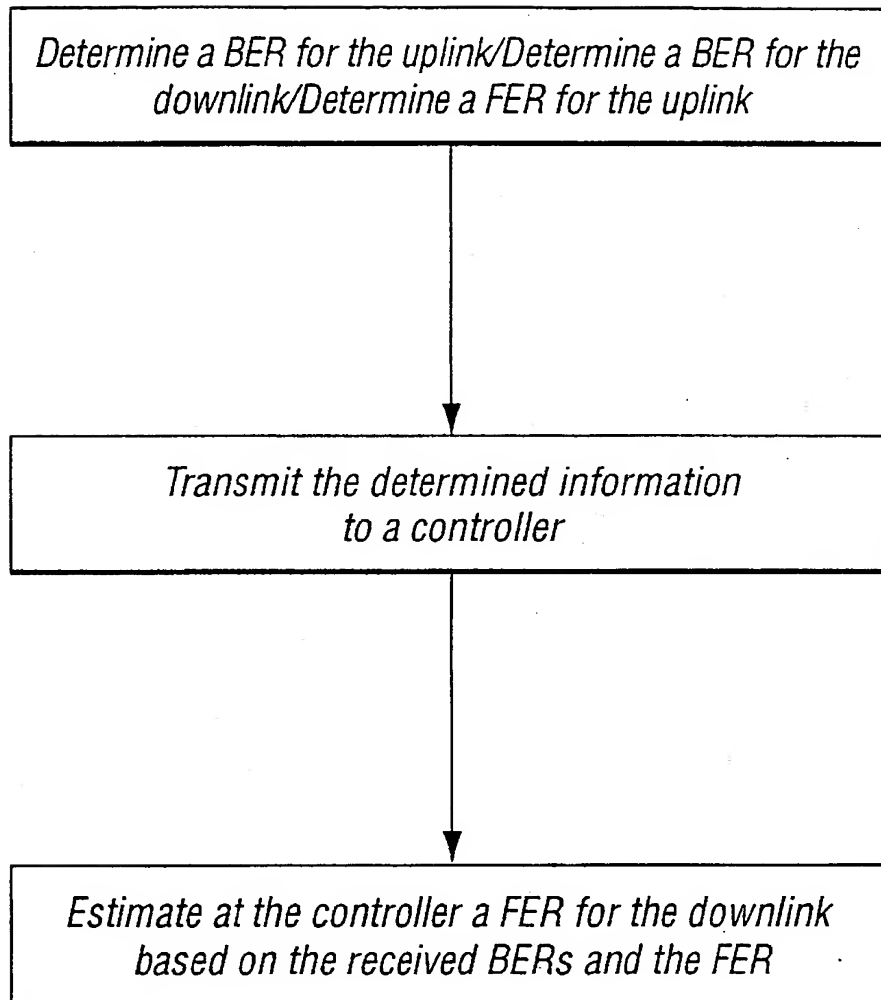 Determine a BER for the uplink/Determine a BER for the
downlink/Determine a FER for the uplink
Transmit the determined information
to a controller
Estimate at the controller a FER for the downlink
based on the received BERs and the FER